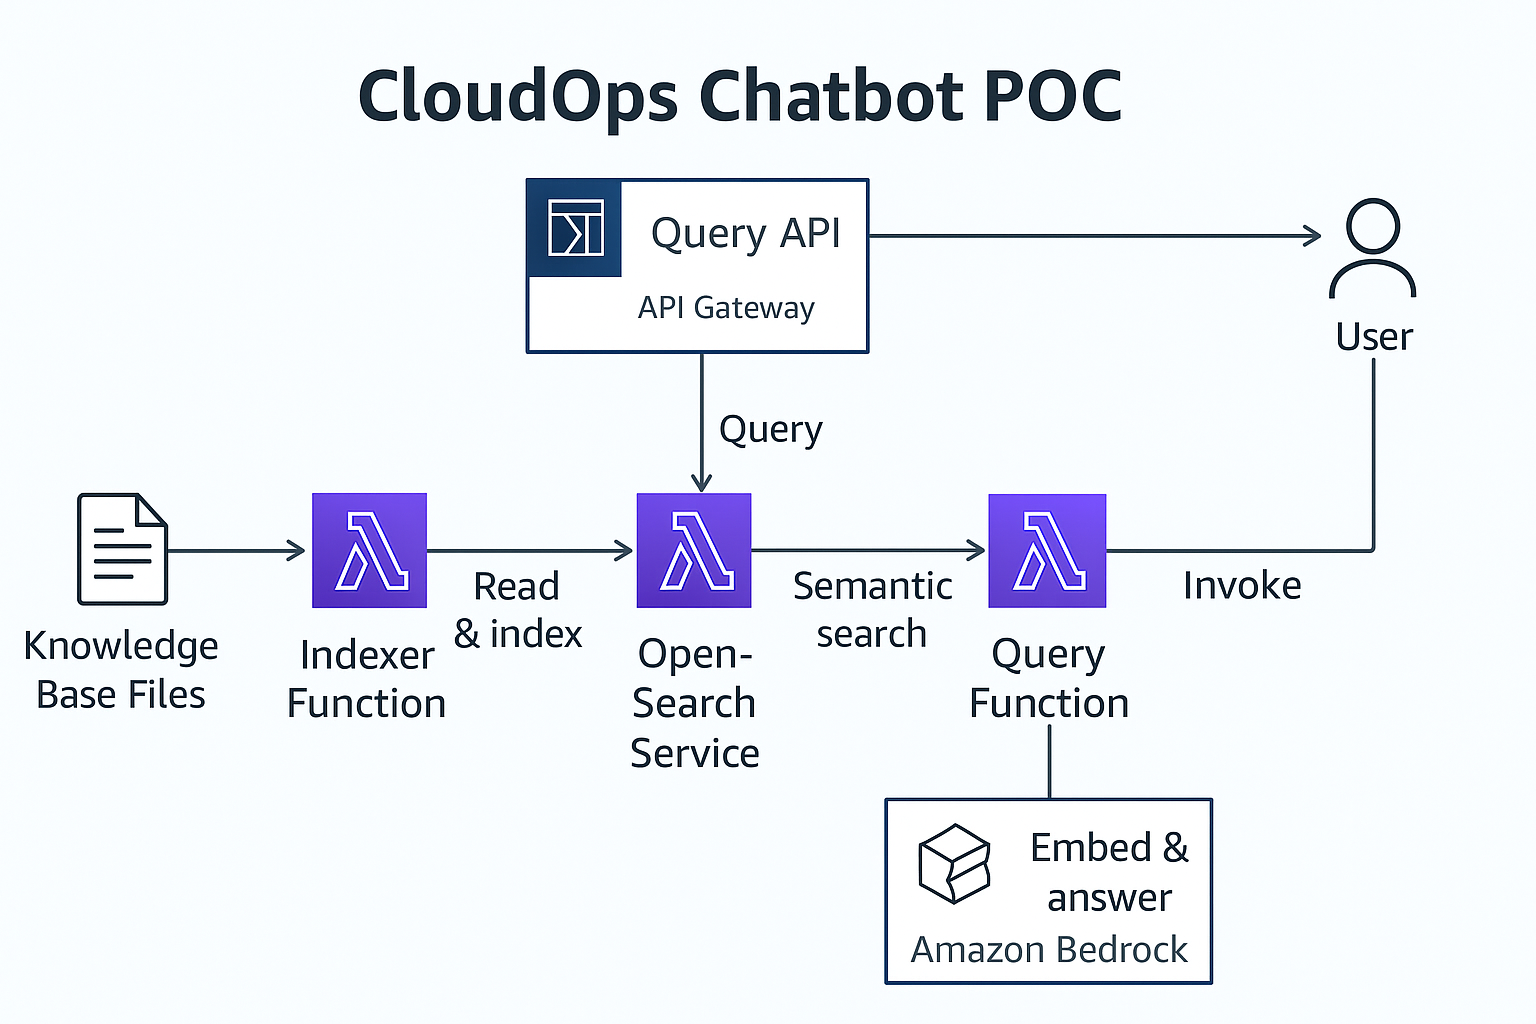 CloudOps Chatbot POC
Query API
API Gateway
User
Query
Knowledge
Base Files
Indexer
Function
Read
& index
Open-
Search
Service
Semantic
search
Query
Function
Invoke
Embed &
answer
Amazon Bedrock